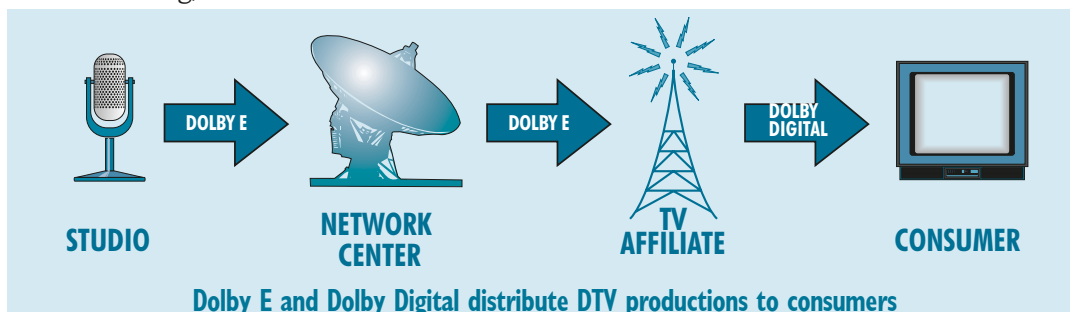 DOLBY E
DOLBY E
DOLBY
DIGITAL
STUDIO
NETWORK
CENTER
TV
AFFILIATE
CONSUMER
Dolby E and Dolby Digital distribute DTV productions to consumers